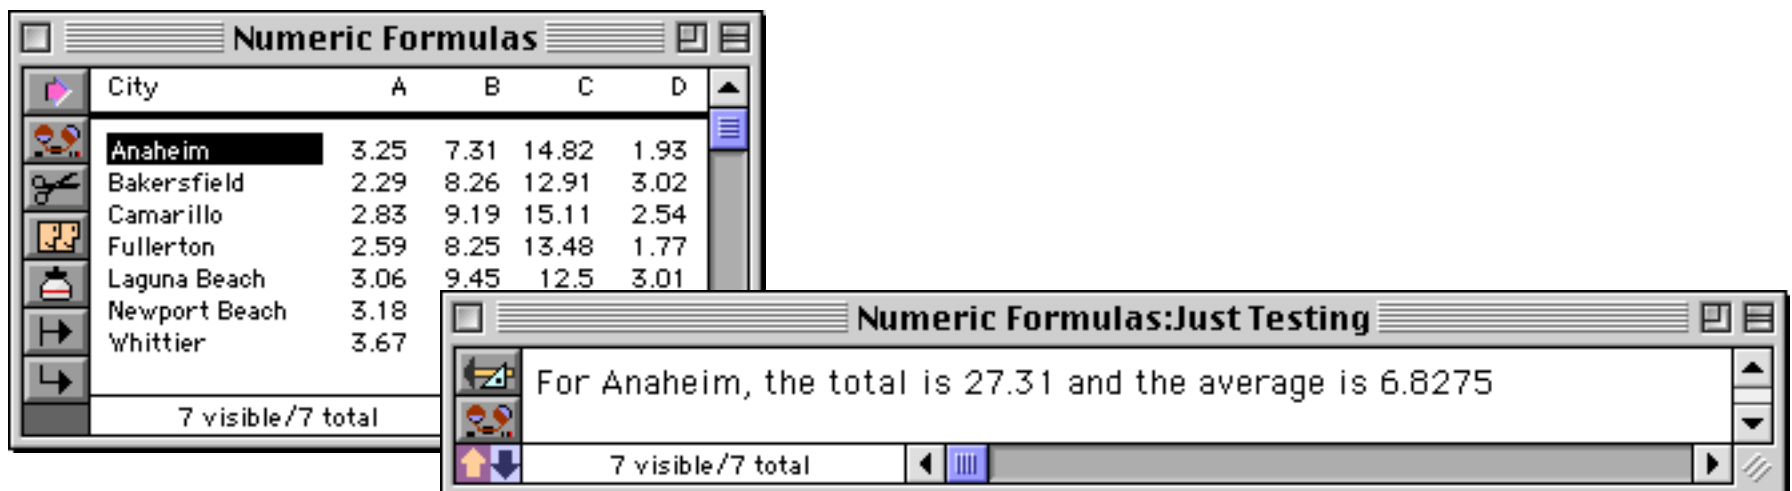 Numeric Formulas
City A B C D
Anaheim 3.25 7.31 14.82 1.93
Bakersfield 2.29 8.26 12.91 3.02
Camarillo 2.83 9.19 15.11 2.54
Fullerton 2.59 8.25 13.48 1.77
Laguna Beach 3.06 9.45 12.5 3.01
Newport Beach 3.18
Whittier 3.67
7 visible/7 total
Numeric Formulas:Just Testing
For Anaheim, the total is 27.31 and the average is 6.8275
7 visible/7 total